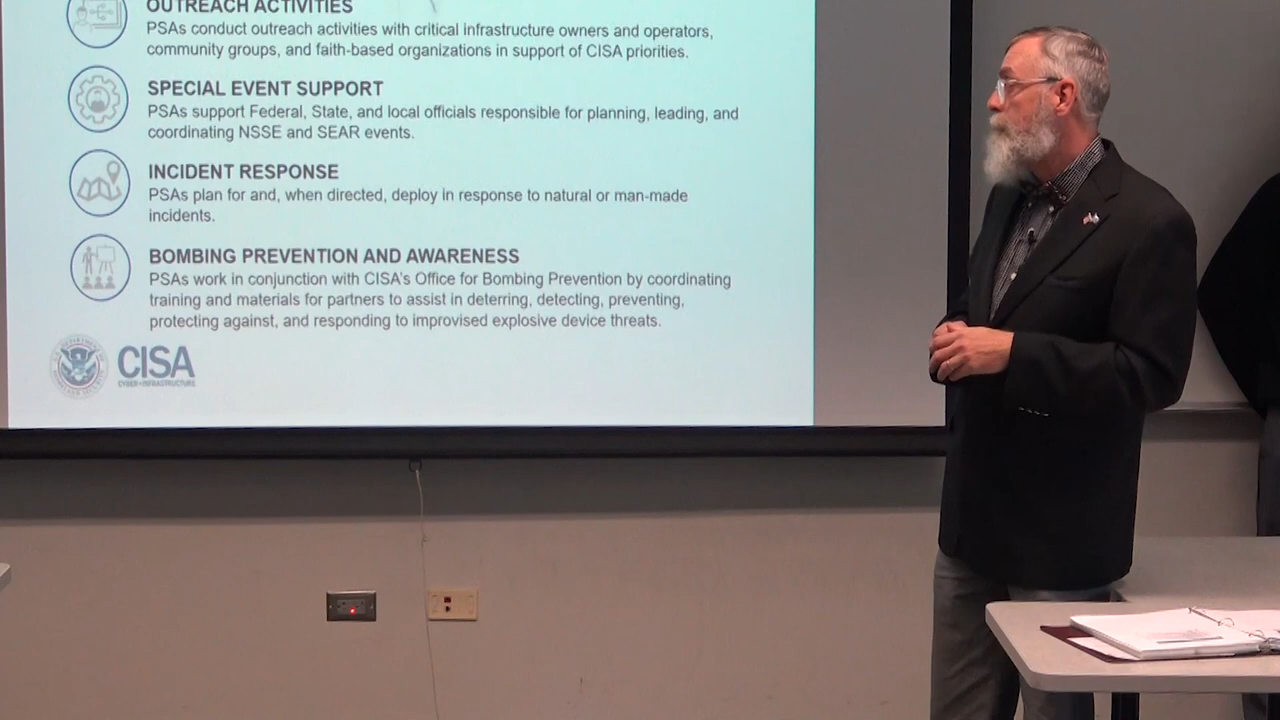 OUTREACH ACTIVITIES
PSAs conduct outreach activities with critical infrastructure owners and operators,
community groups, and faith-based organizations in support of CISA priorities.
SPECIAL EVENT SUPPORT
PSAs support Federal, State, and local officials responsible for planning, leading, and
coordinating NSSE and SEAR events.
INCIDENT RESPONSE
PSAs plan for and, when directed, deploy in response to natural or man-made
incidents.
BOMBING PREVENTION AND AWARENESS
PSAs work in conjunction with CISA's Office for Bombing Prevention by coordinating
training and materials for partners to assist in deterring, detecting, preventing,
protecting against, and responding to improvised explosive device threats.
CISA
CYBER+INFRASTRUCTURE